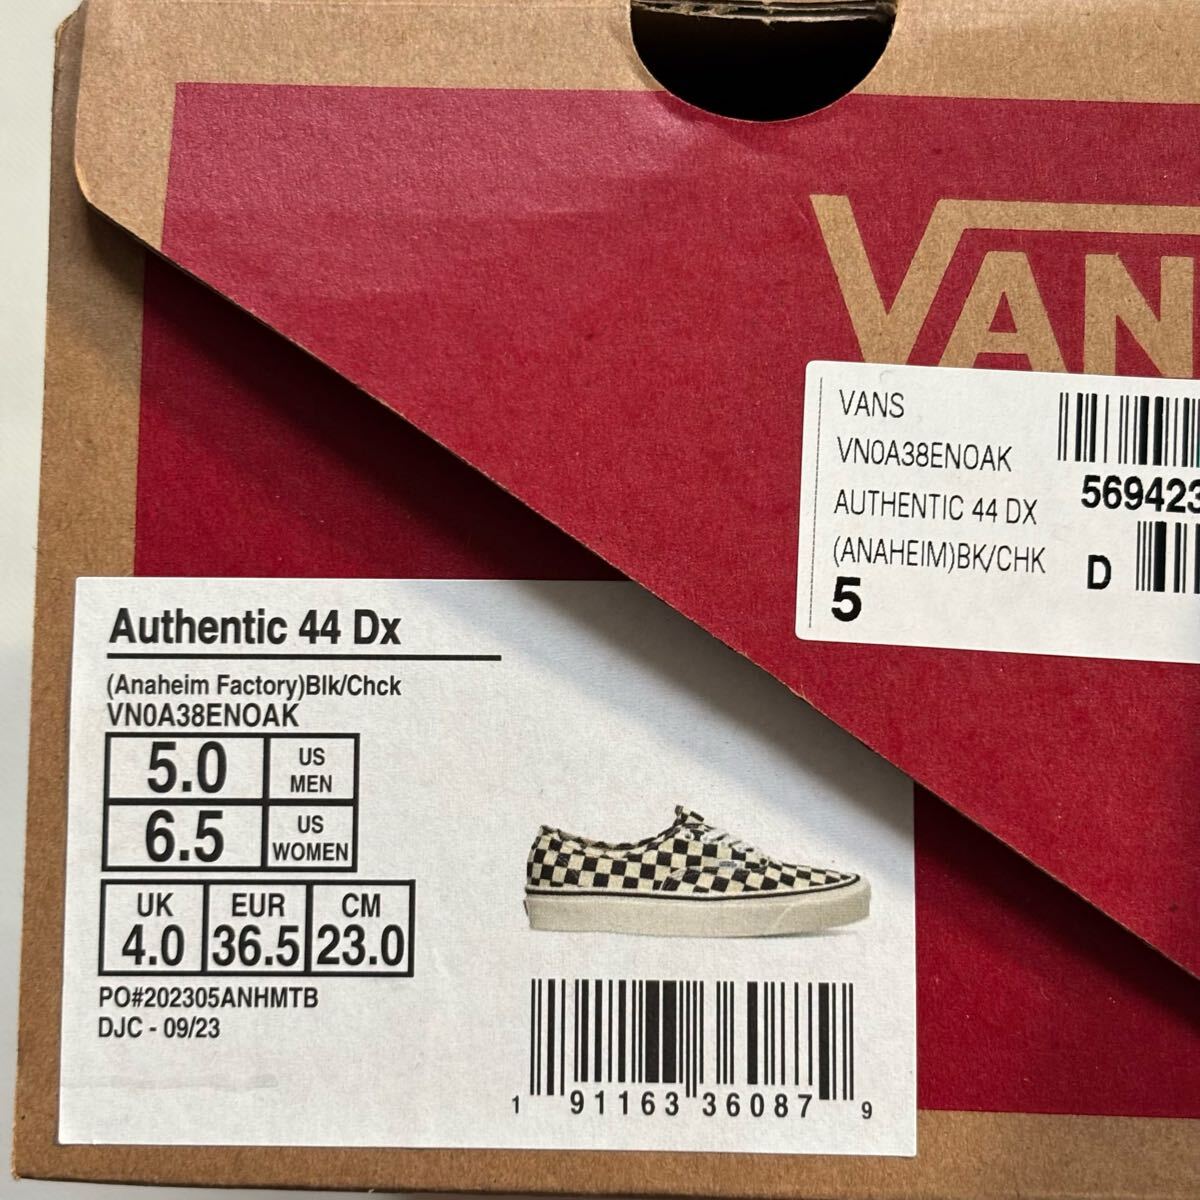 VAN
VANS
VN0A38ENOAK
AUTHENTIC 44 DX
(ANAHEIM)BK/CHK
5
569423
D
Authentic 44 Dx
(Anaheim Factory)Blk/Chck
VN0A38ENOAK
5.0 US MEN
6.5 US WOMEN
UK EUR CM
4.0 36.5 23.0
PO#202305ANHMTB
DJC - 09/23
1 91163 36087 9